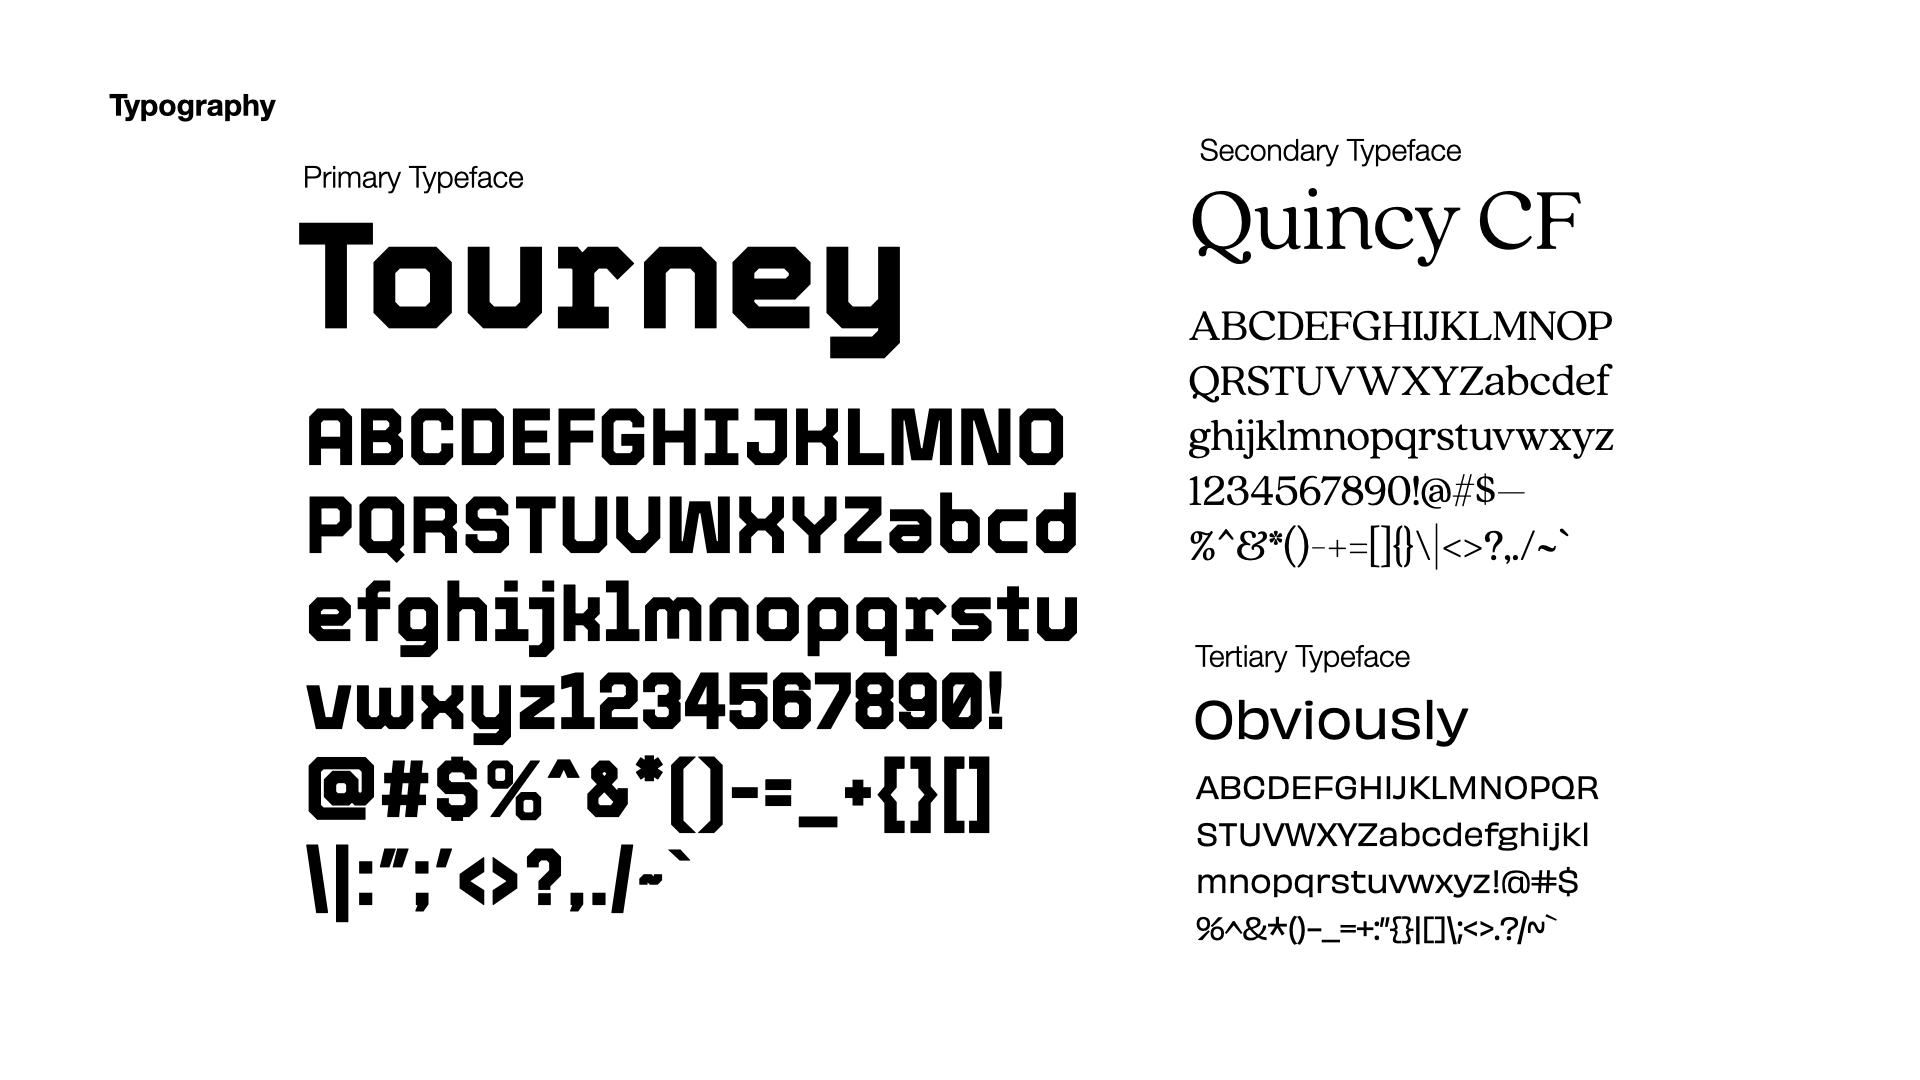 Typography
Primary Typeface
Tourney
ABCDEFGHIJKLMNO
PQRSTUVWXYZabcd
efghijklmnopqrstu
vwxyz1234567890!
@#$%^&*()-=_+{}[]
\|:";'<>?,./~`
Secondary Typeface
Quincy CF
ABCDEFGHIJKLMNOP
QRSTUVWXYZabcdef
ghijklmnopqrstuvwxyz
1234567890!@#$—
%^&*()-+=[]{}\|<>?,./~`
Tertiary Typeface
Obviously
ABCDEFGHIJKLMNOPQR
STUVWXYZabcdefghijkl
mnopqrstuvwxyz!@#$
%^&*()-_=+:"{}|[]\;<>.?/~`